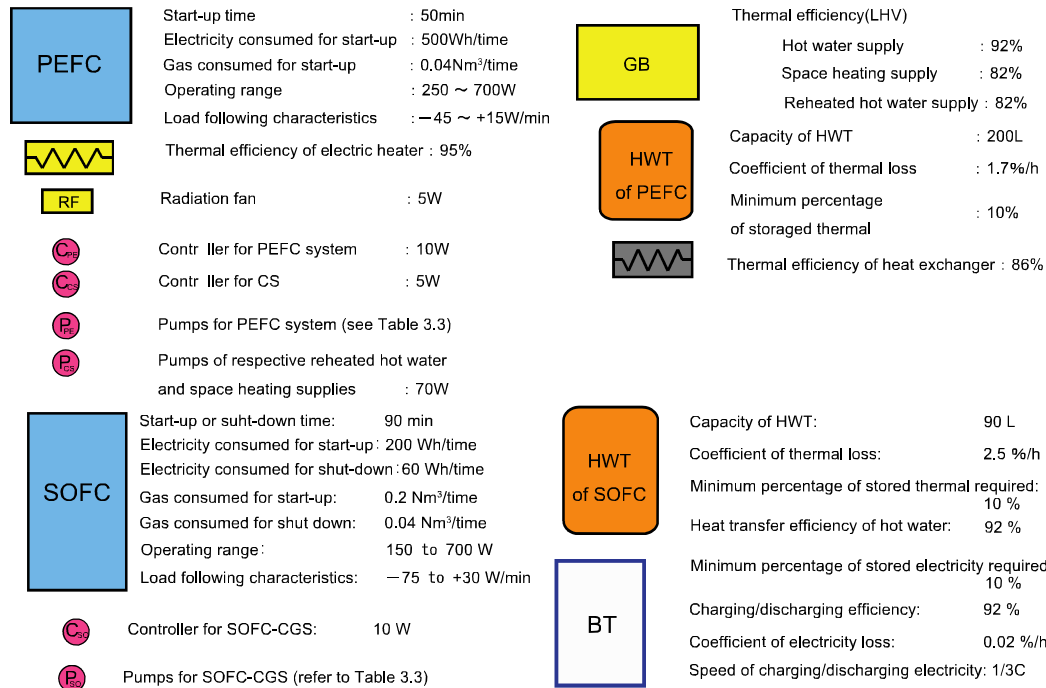 PEFC
Start-up time : 50min
Electricity consumed for start-up : 500Wh/time
Gas consumed for start-up : 0.04Nm³/time
Operating range : 250 ～ 700W
Load following characteristics : －45 ～ +15W/min
Thermal efficiency of electric heater : 95%
RF
Radiation fan : 5W
CPE
Contr ller for PEFC system : 10W
CCS
Contr ller for CS : 5W
PPE
Pumps for PEFC system (see Table 3.3)
PCS
Pumps of respective reheated hot water
and space heating supplies : 70W
GB
Thermal efficiency(LHV)
Hot water supply : 92%
Space heating supply : 82%
Reheated hot water supply : 82%
HWT
of PEFC
Capacity of HWT : 200L
Coefficient of thermal loss : 1.7%/h
Minimum percentage
of storaged thermal : 10%
Thermal efficiency of heat exchanger : 86%
SOFC
Start-up or suht-down time: 90 min
Electricity consumed for start-up: 200 Wh/time
Electricity consumed for shut-down: 60 Wh/time
Gas consumed for start-up: 0.2 Nm³/time
Gas consumed for shut down: 0.04 Nm³/time
Operating range: 150 to 700 W
Load following characteristics: －75 to +30 W/min
CSO
Controller for SOFC-CGS: 10 W
PSO
Pumps for SOFC-CGS (refer to Table 3.3)
HWT
of SOFC
Capacity of HWT: 90 L
Coefficient of thermal loss: 2.5 %/h
Minimum percentage of stored thermal required:
10 %
Heat transfer efficiency of hot water: 92 %
BT
Minimum percentage of stored electricity required
10 %
Charging/discharging efficiency: 92 %
Coefficient of electricity loss: 0.02 %/h
Speed of charging/discharging electricity: 1/3C